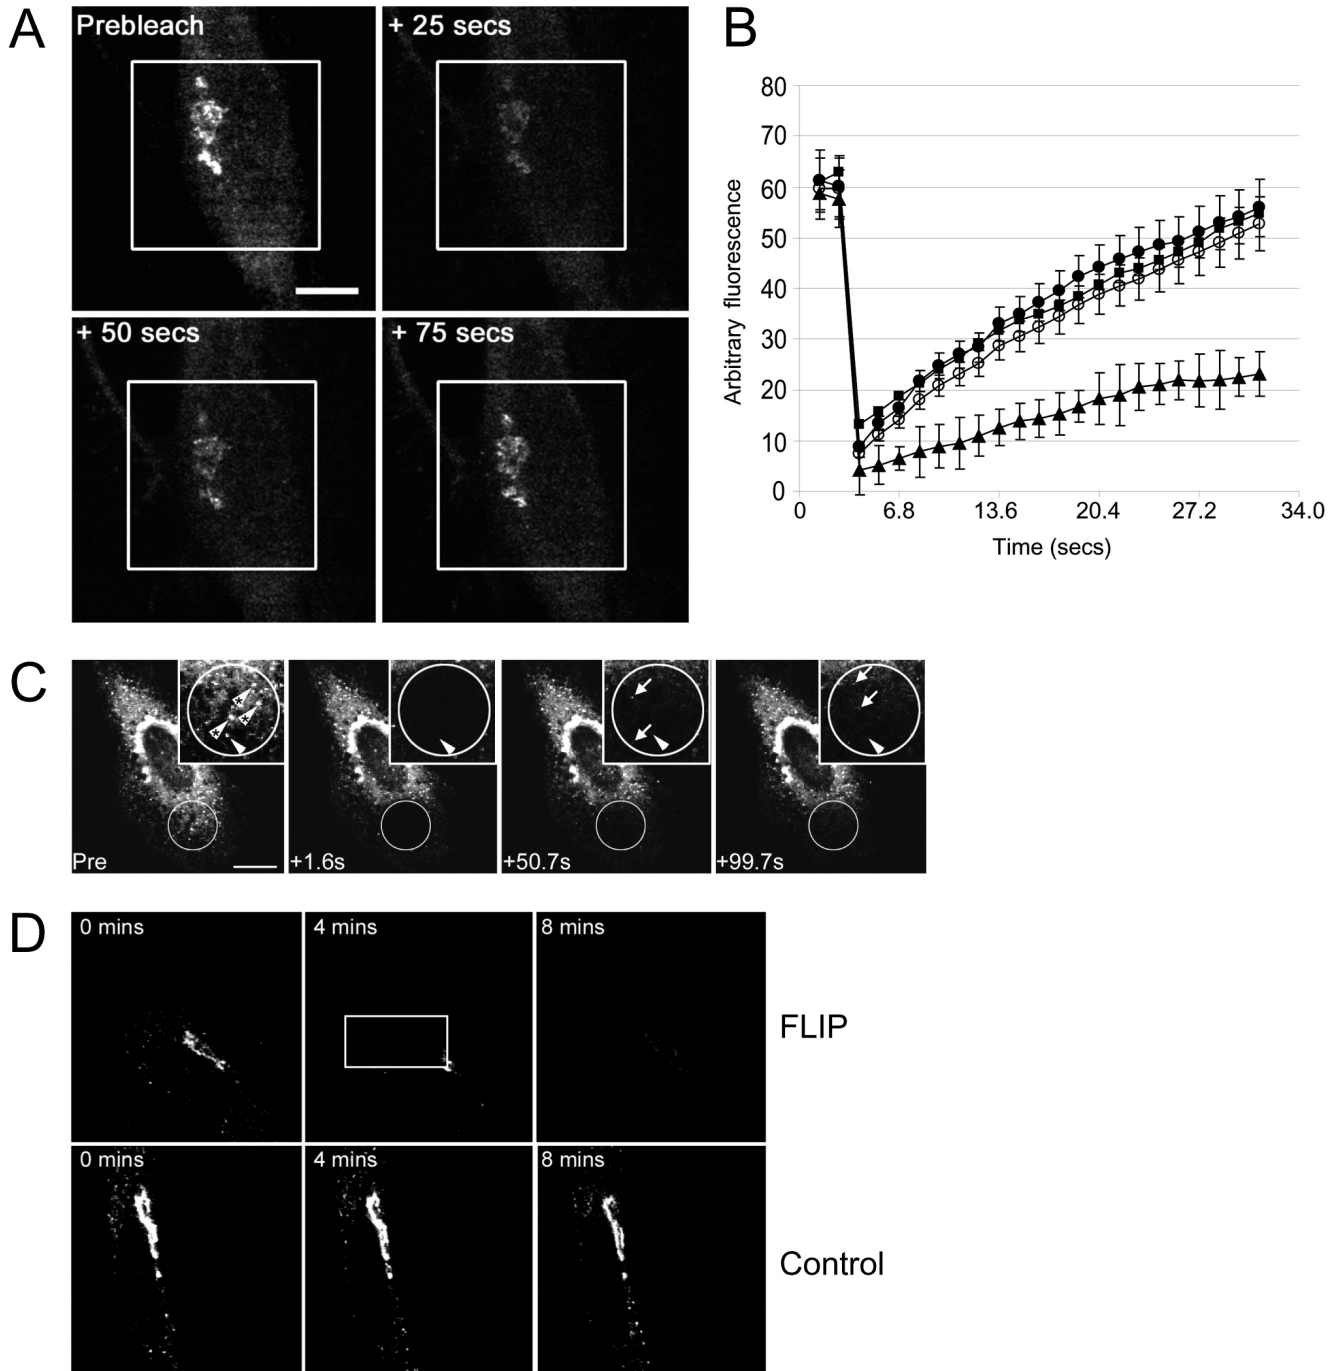 A
Prebleach
+ 25 secs
+ 50 secs
+ 75 secs
B
80
70
60
50
40
30
20
10
0
Arbitrary fluorescence
0 6.8 13.6 20.4 27.2 34.0
Time (secs)
C
Pre
+1.6s
+50.7s
+99.7s
D
0 mins
4 mins
8 mins
FLIP
0 mins
4 mins
8 mins
Control